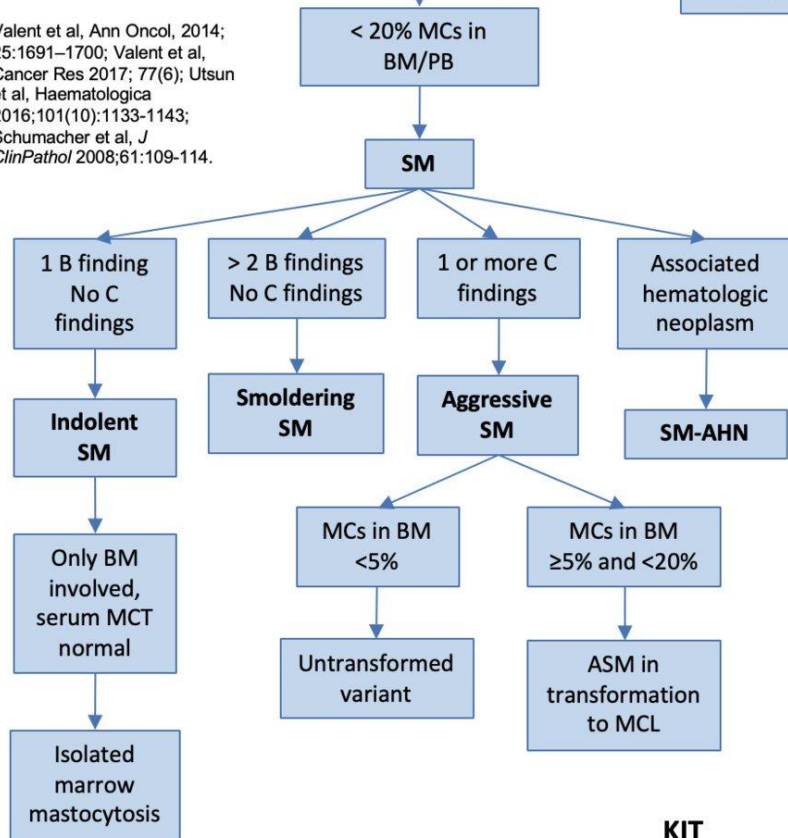 Valent et al, Ann Oncol, 2014;
25:1691–1700; Valent et al,
Cancer Res 2017; 77(6); Utsun
et al, Haematologica
2016;101(10):1133-1143;
Schumacher et al, J
ClinPathol 2008;61:109-114.
< 20% MCs in
BM/PB
SM
1 B finding
No C
findings
> 2 B findings
No C findings
1 or more C
findings
Associated
hematologic
neoplasm
Indolent
SM
Smoldering
SM
Aggressive
SM
SM-AHN
Only BM
involved,
serum MCT
normal
MCs in BM
<5%
MCs in BM
≥5% and <20%
Untransformed
variant
ASM in
transformation
to MCL
Isolated
marrow
mastocytosis
KIT